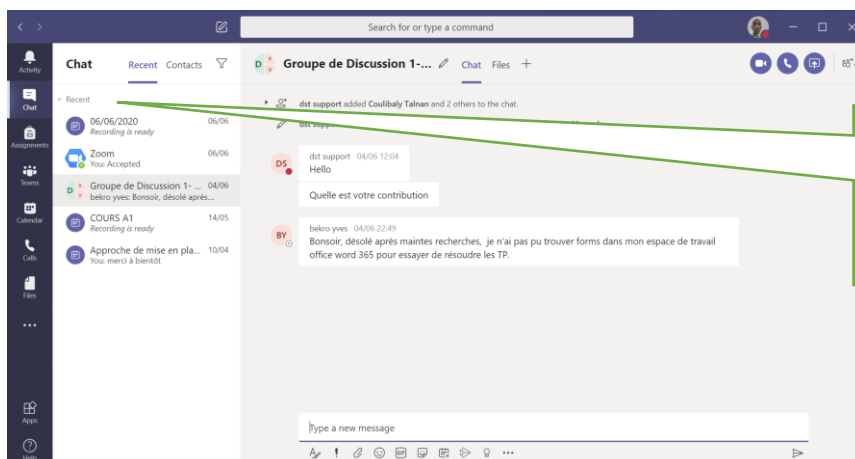 Search for or type a command
Activity
Chat
Assignments
Teams
Calendar
Calls
Files
Apps
Help
Chat
Recent Contacts
Recent
06/06/2020 06/06
Recording is ready
Zoom 06/06
You: Accepted
Groupe de Discussion 1- ... 04/06
bekro yves: Bonsoir, désolé après...
COURS A1 14/05
Recording is ready
Approche de mise en pla... 10/04
You: merci à bientôt
D Groupe de Discussion 1-... Chat Files
dst support added Coulibaly Talnan and 2 others to the chat.
dst support
DS
dst support 04/06 12:04
Hello
Quelle est votre contribution
BY
bekro yves 04/06 22:49
Bonsoir, désolé après maintes recherches, je n'ai pas pu trouver forms dans mon espace de travail
office word 365 pour essayer de résoudre les TP.
Type a new message
GIF